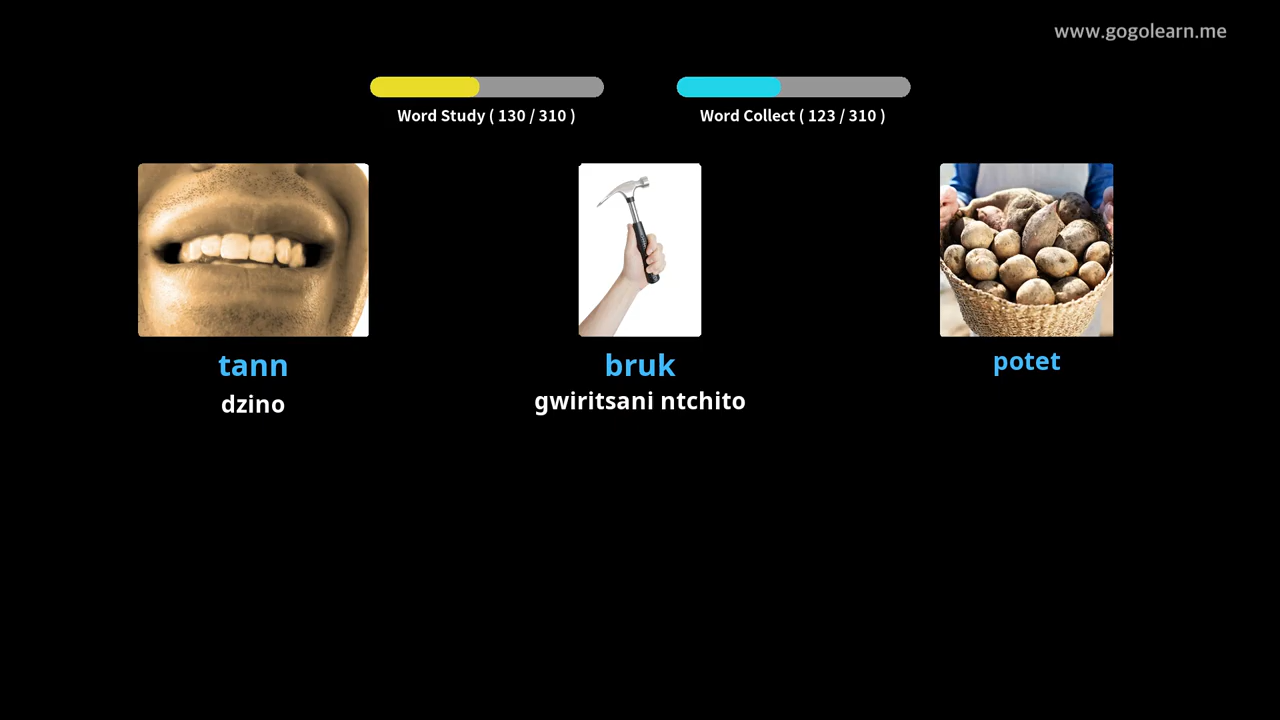 www.gogolearn.me
Word Study ( 130 / 310 )
Word Collect ( 123 / 310 )
tann
dzino
bruk
gwiritsani ntchito
potet